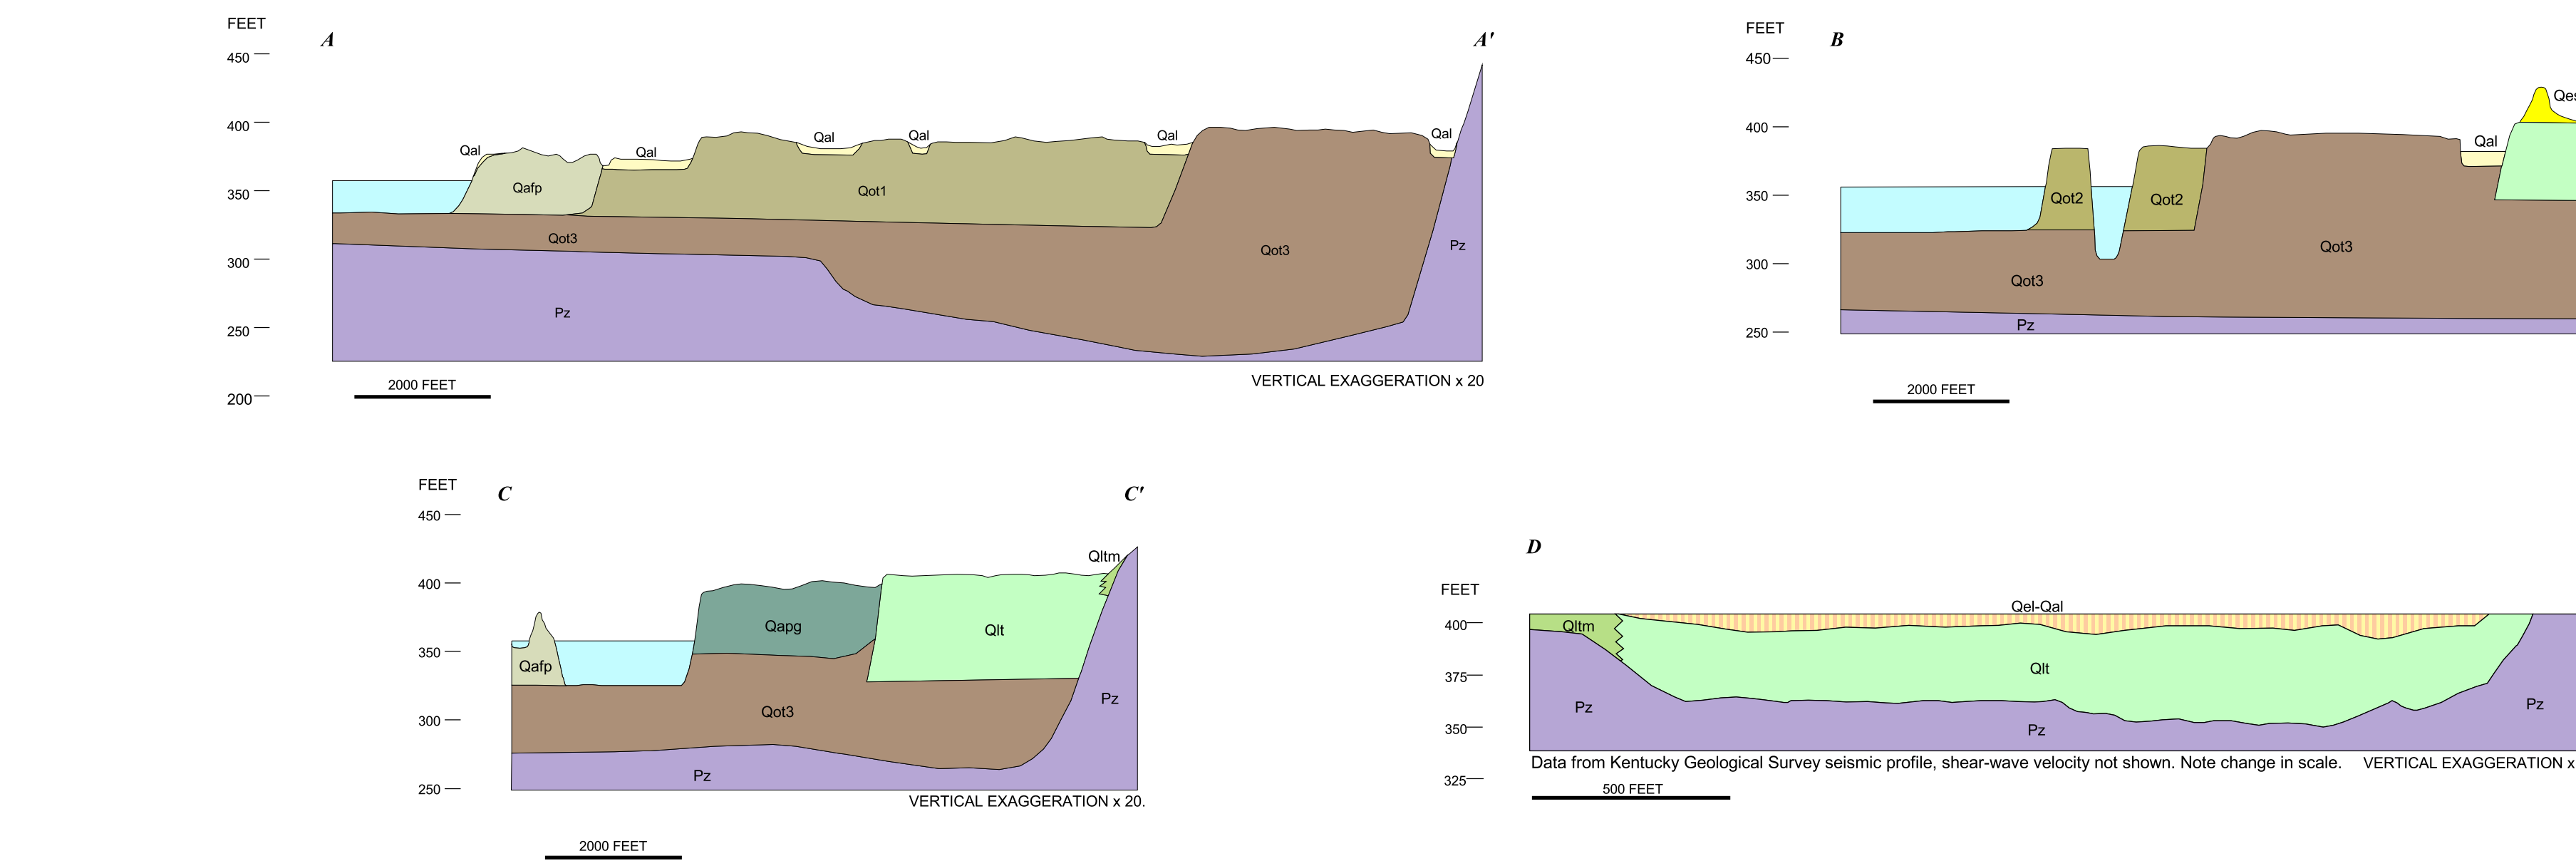 FEET
A
A'
450
400
350
300
250
200
Qal
Qal
Qal
Qal
Qal
Qal
Qafp
Qot1
Qot3
Qot3
Pz
Pz
2000 FEET
VERTICAL EXAGGERATION x 20
FEET
B
450
400
350
300
250
Qal
Qot2
Qot2
Qot3
Qot3
Pz
2000 FEET
FEET
C
C'
450
400
350
300
250
Qltm
Qafp
Qapg
Qlt
Qot3
Pz
Pz
VERTICAL EXAGGERATION x 20.
2000 FEET
D
FEET
400
375
350
325
Qel-Qal
Qltm
Qlt
Pz
Pz
Pz
Data from Kentucky Geological Survey seismic profile, shear-wave velocity not shown. Note change in scale.
VERTICAL EXAGGERATION x
500 FEET